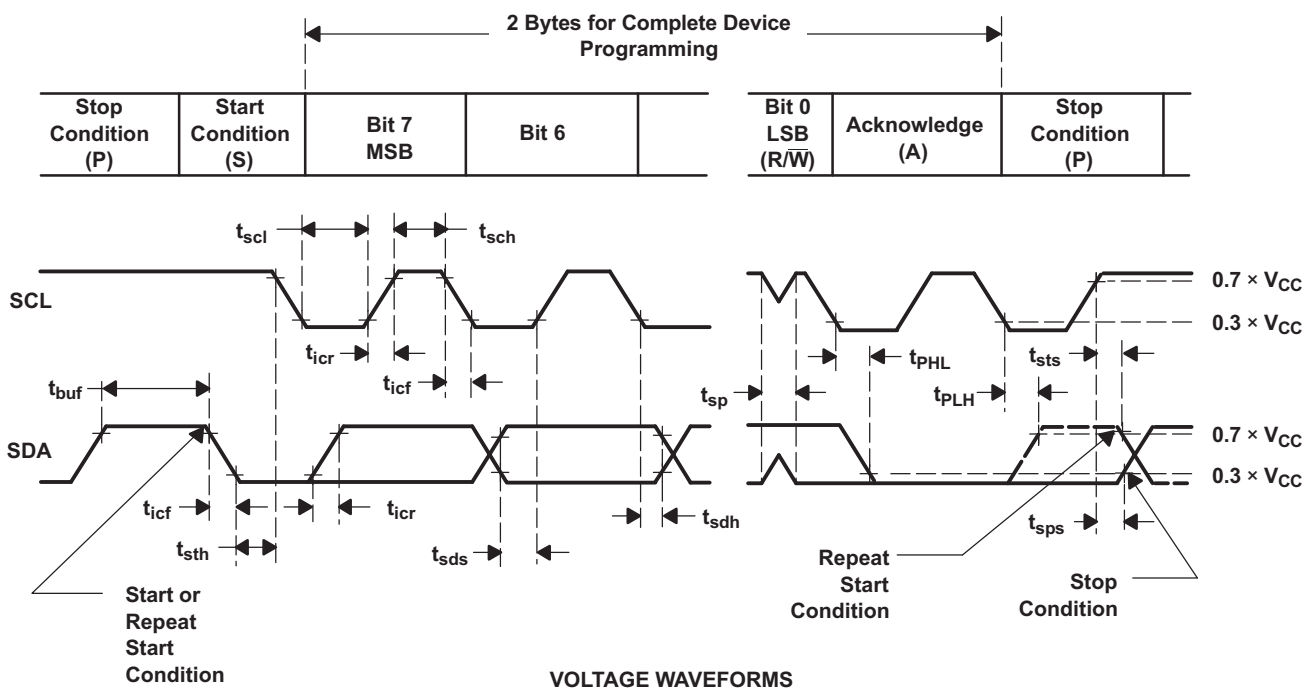 2 Bytes for Complete Device
Programming
Stop
Condition
(P)
Start
Condition
(S)
Bit 7
MSB
Bit 6
Bit 0
LSB
(R/W̅)
Acknowledge
(A)
Stop
Condition
(P)
tscl
tsch
SCL
0.7 × VCC
0.3 × VCC
ticr
ticf
tPHL
tsts
tbuf
tsp
tPLH
SDA
0.7 × VCC
0.3 × VCC
ticf
ticr
tsdh
tsth
tsds
tsps
Start or
Repeat
Start
Condition
Repeat
Start
Condition
Stop
Condition
VOLTAGE WAVEFORMS